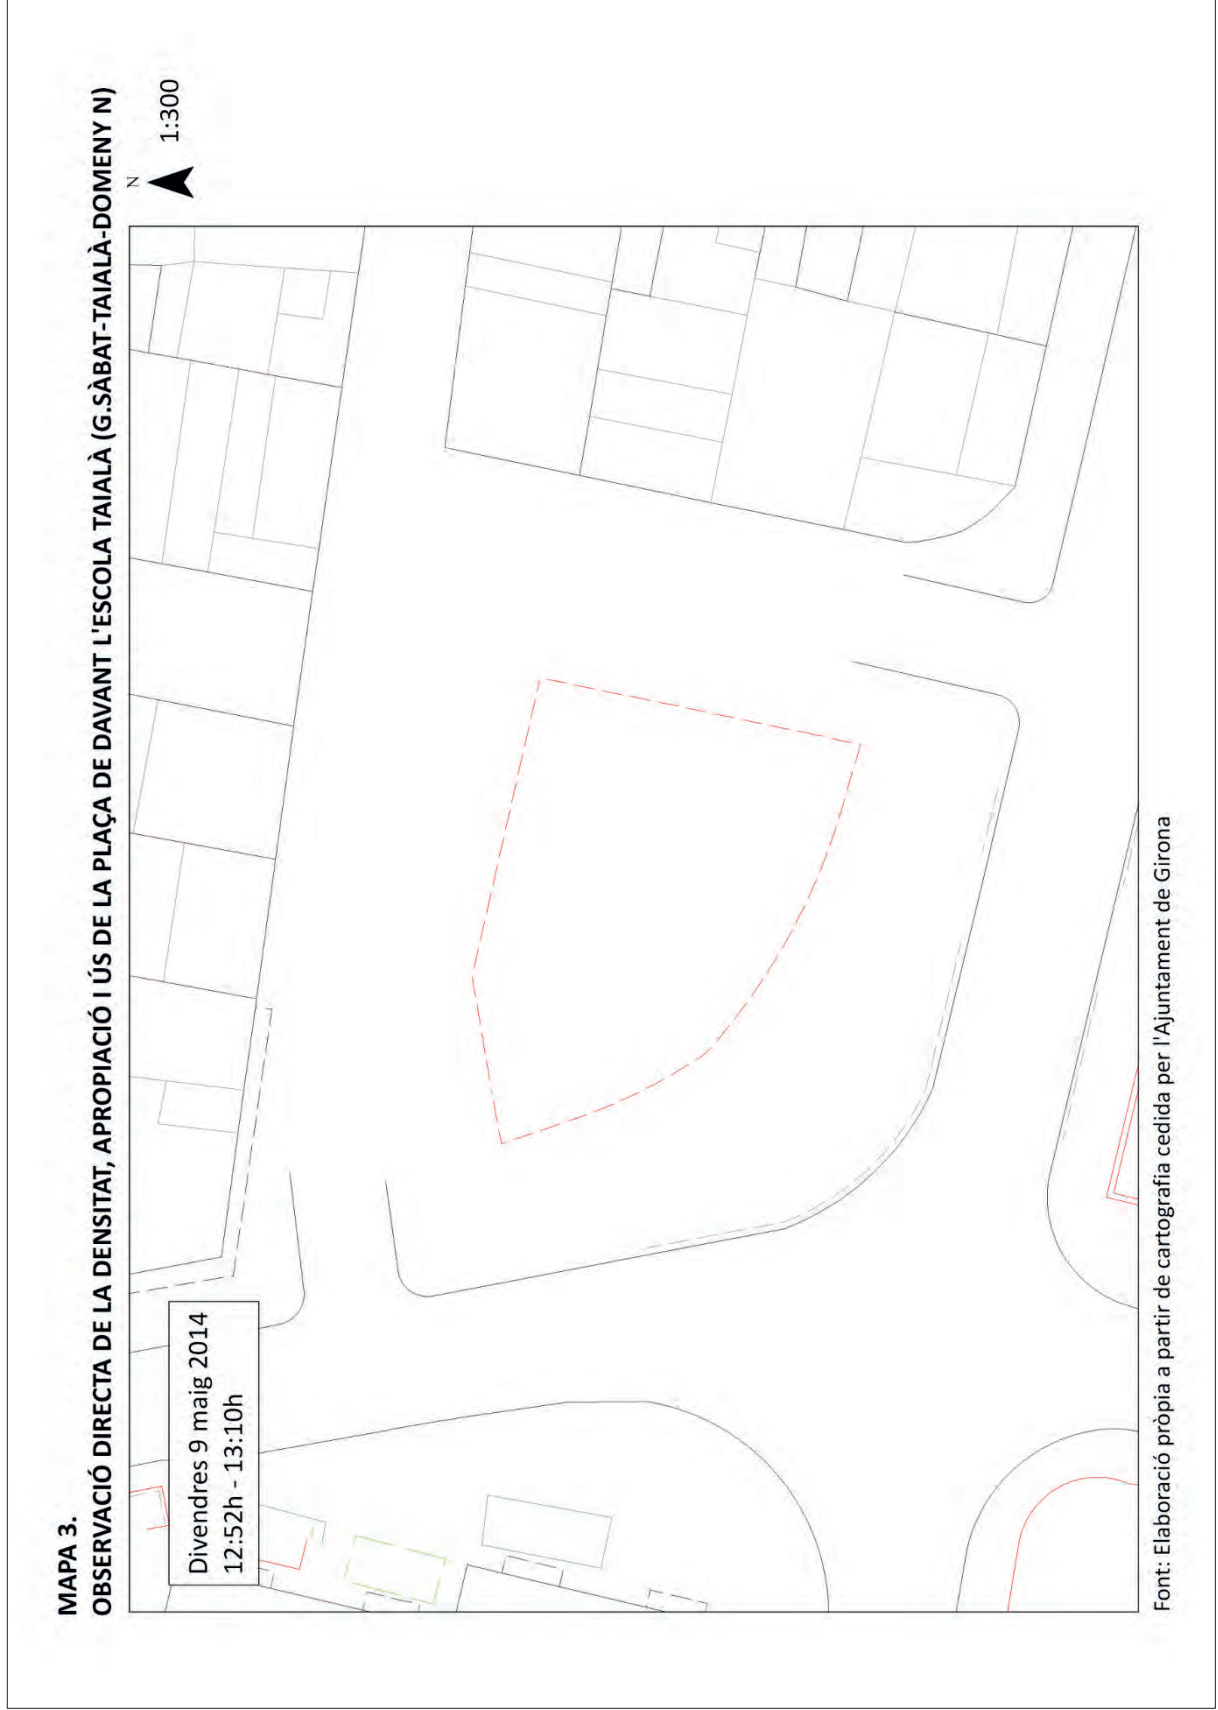 MAPA 3.
OBSERVACIÓ DIRECTA DE LA DENSITAT, APROPIACIÓ I ÚS DE LA PLAÇA DE DAVANT L'ESCOLA TAIALÀ (G.SÀBAT-TAIALÀ-DOMENY N)
N
1:300
Divendres 9 maig 2014
12:52h - 13:10h
Font: Elaboració pròpia a partir de cartografia cedida per l'Ajuntament de Girona